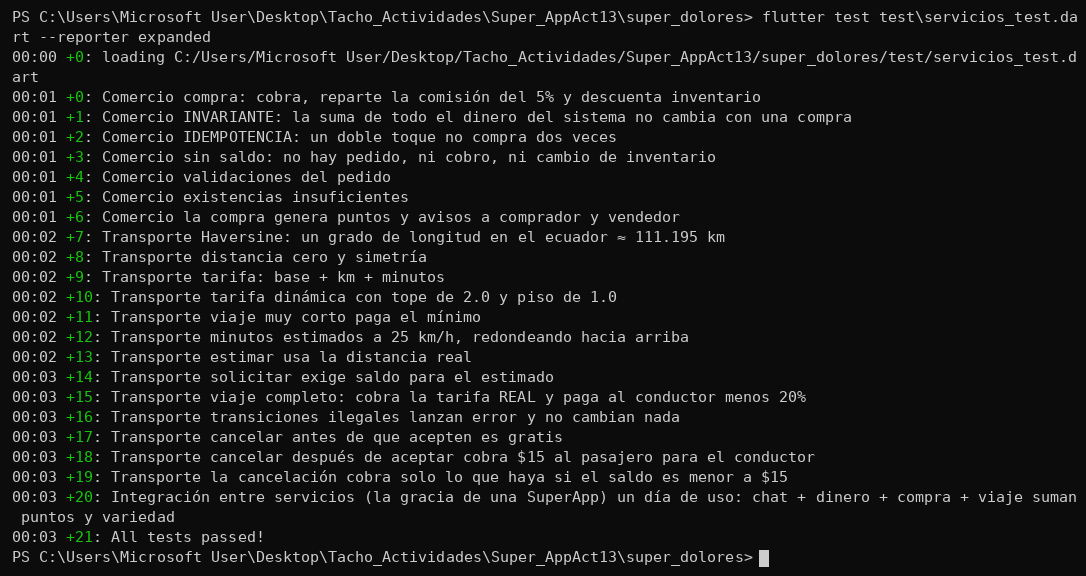 PS C:\Users\Microsoft User\Desktop\Tacho_Actividades\Super_AppAct13\super_dolores> flutter test test\servicios_test.da
rt --reporter expanded
00:00 +0: loading C:/Users/Microsoft User/Desktop/Tacho_Actividades/Super_AppAct13/super_dolores/test/servicios_test.d
art
00:01 +0: Comercio compra: cobra, reparte la comisión del 5% y descuenta inventario
00:01 +1: Comercio INVARIANTE: la suma de todo el dinero del sistema no cambia con una compra
00:01 +2: Comercio IDEMPOTENCIA: un doble toque no compra dos veces
00:01 +3: Comercio sin saldo: no hay pedido, ni cobro, ni cambio de inventario
00:01 +4: Comercio validaciones del pedido
00:01 +5: Comercio existencias insuficientes
00:01 +6: Comercio la compra genera puntos y avisos a comprador y vendedor
00:02 +7: Transporte Haversine: un grado de longitud en el ecuador ≈ 111.195 km
00:02 +8: Transporte distancia cero y simetría
00:02 +9: Transporte tarifa: base + km + minutos
00:02 +10: Transporte tarifa dinámica con tope de 2.0 y piso de 1.0
00:02 +11: Transporte viaje muy corto paga el mínimo
00:02 +12: Transporte minutos estimados a 25 km/h, redondeando hacia arriba
00:02 +13: Transporte estimar usa la distancia real
00:03 +14: Transporte solicitar exige saldo para el estimado
00:03 +15: Transporte viaje completo: cobra la tarifa REAL y paga al conductor menos 20%
00:03 +16: Transporte transiciones ilegales lanzan error y no cambian nada
00:03 +17: Transporte cancelar antes de que acepten es gratis
00:03 +18: Transporte cancelar después de aceptar cobra $15 al pasajero para el conductor
00:03 +19: Transporte la cancelación cobra solo lo que haya si el saldo es menor a $15
00:03 +20: Integración entre servicios (la gracia de una SuperApp) un día de uso: chat + dinero + compra + viaje suman
puntos y variedad
00:03 +21: All tests passed!
PS C:\Users\Microsoft User\Desktop\Tacho_Actividades\Super_AppAct13\super_dolores>